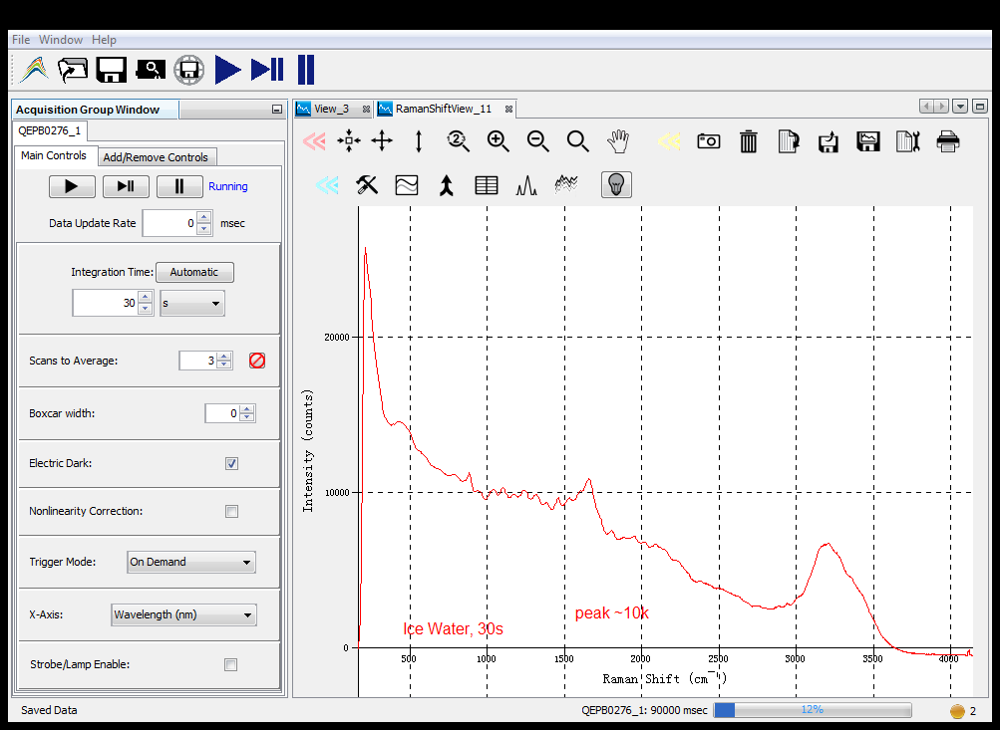 File Window Help
Acquisition Group Window
QEPB0276_1
Main Controls Add/Remove Controls
Running
Data Update Rate 0 msec
Integration Time: Automatic
30 s
Scans to Average: 3
Boxcar width: 0
Electric Dark:
Nonlinearity Correction:
Trigger Mode: On Demand
X-Axis: Wavelength (nm)
Strobe/Lamp Enable:
View_3 RamanShiftView_11
2
Intensity (counts)
20000
10000
0
peak ~10k
Ice Water, 30s
500 1000 1500 2000 2500 3000 3500 4000
Raman Shift (cm⁻¹)
Saved Data QEPB0276_1: 90000 msec 12% 2